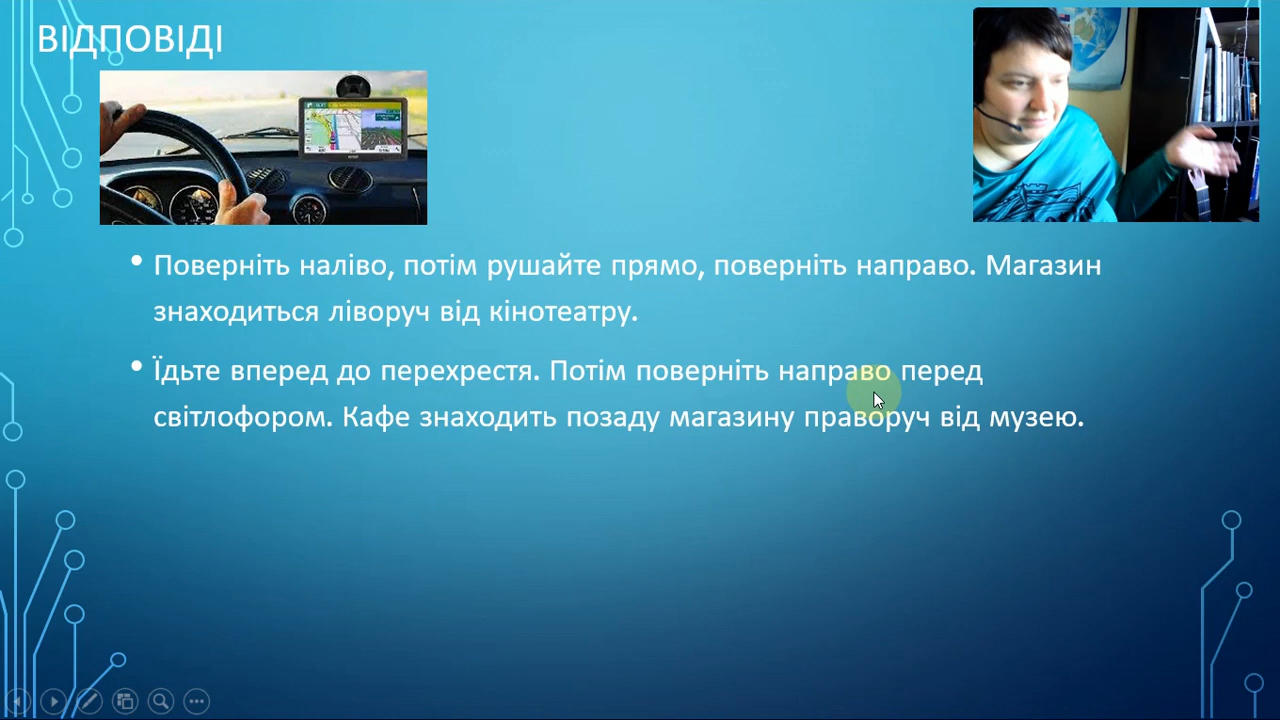 ВІДПОВІДІ
Поверніть наліво, потім рушайте прямо, поверніть направо. Магазин
знаходиться ліворуч від кінотеатру.
Їдьте вперед до перехрестя. Потім поверніть направо перед
світлофором. Кафе знаходить позаду магазину праворуч від музею.